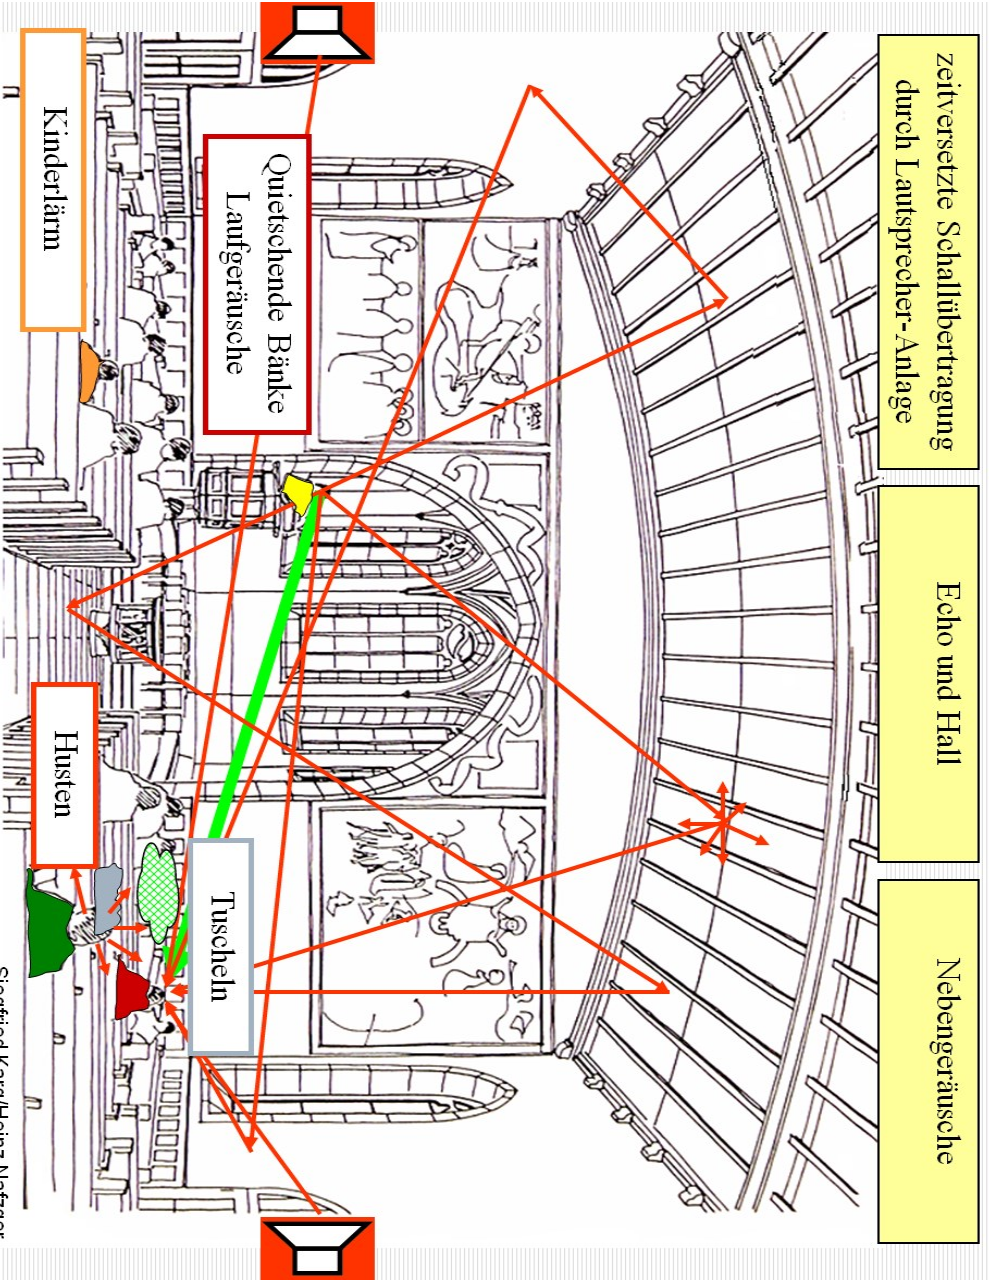 zeitversetzte Schallübertragung
durch Lautsprecher-Anlage
Echo und Hall
Nebengeräusche
Quietschende Bänke
Laufgeräusche
Kinderlärm
Tuscheln
Husten